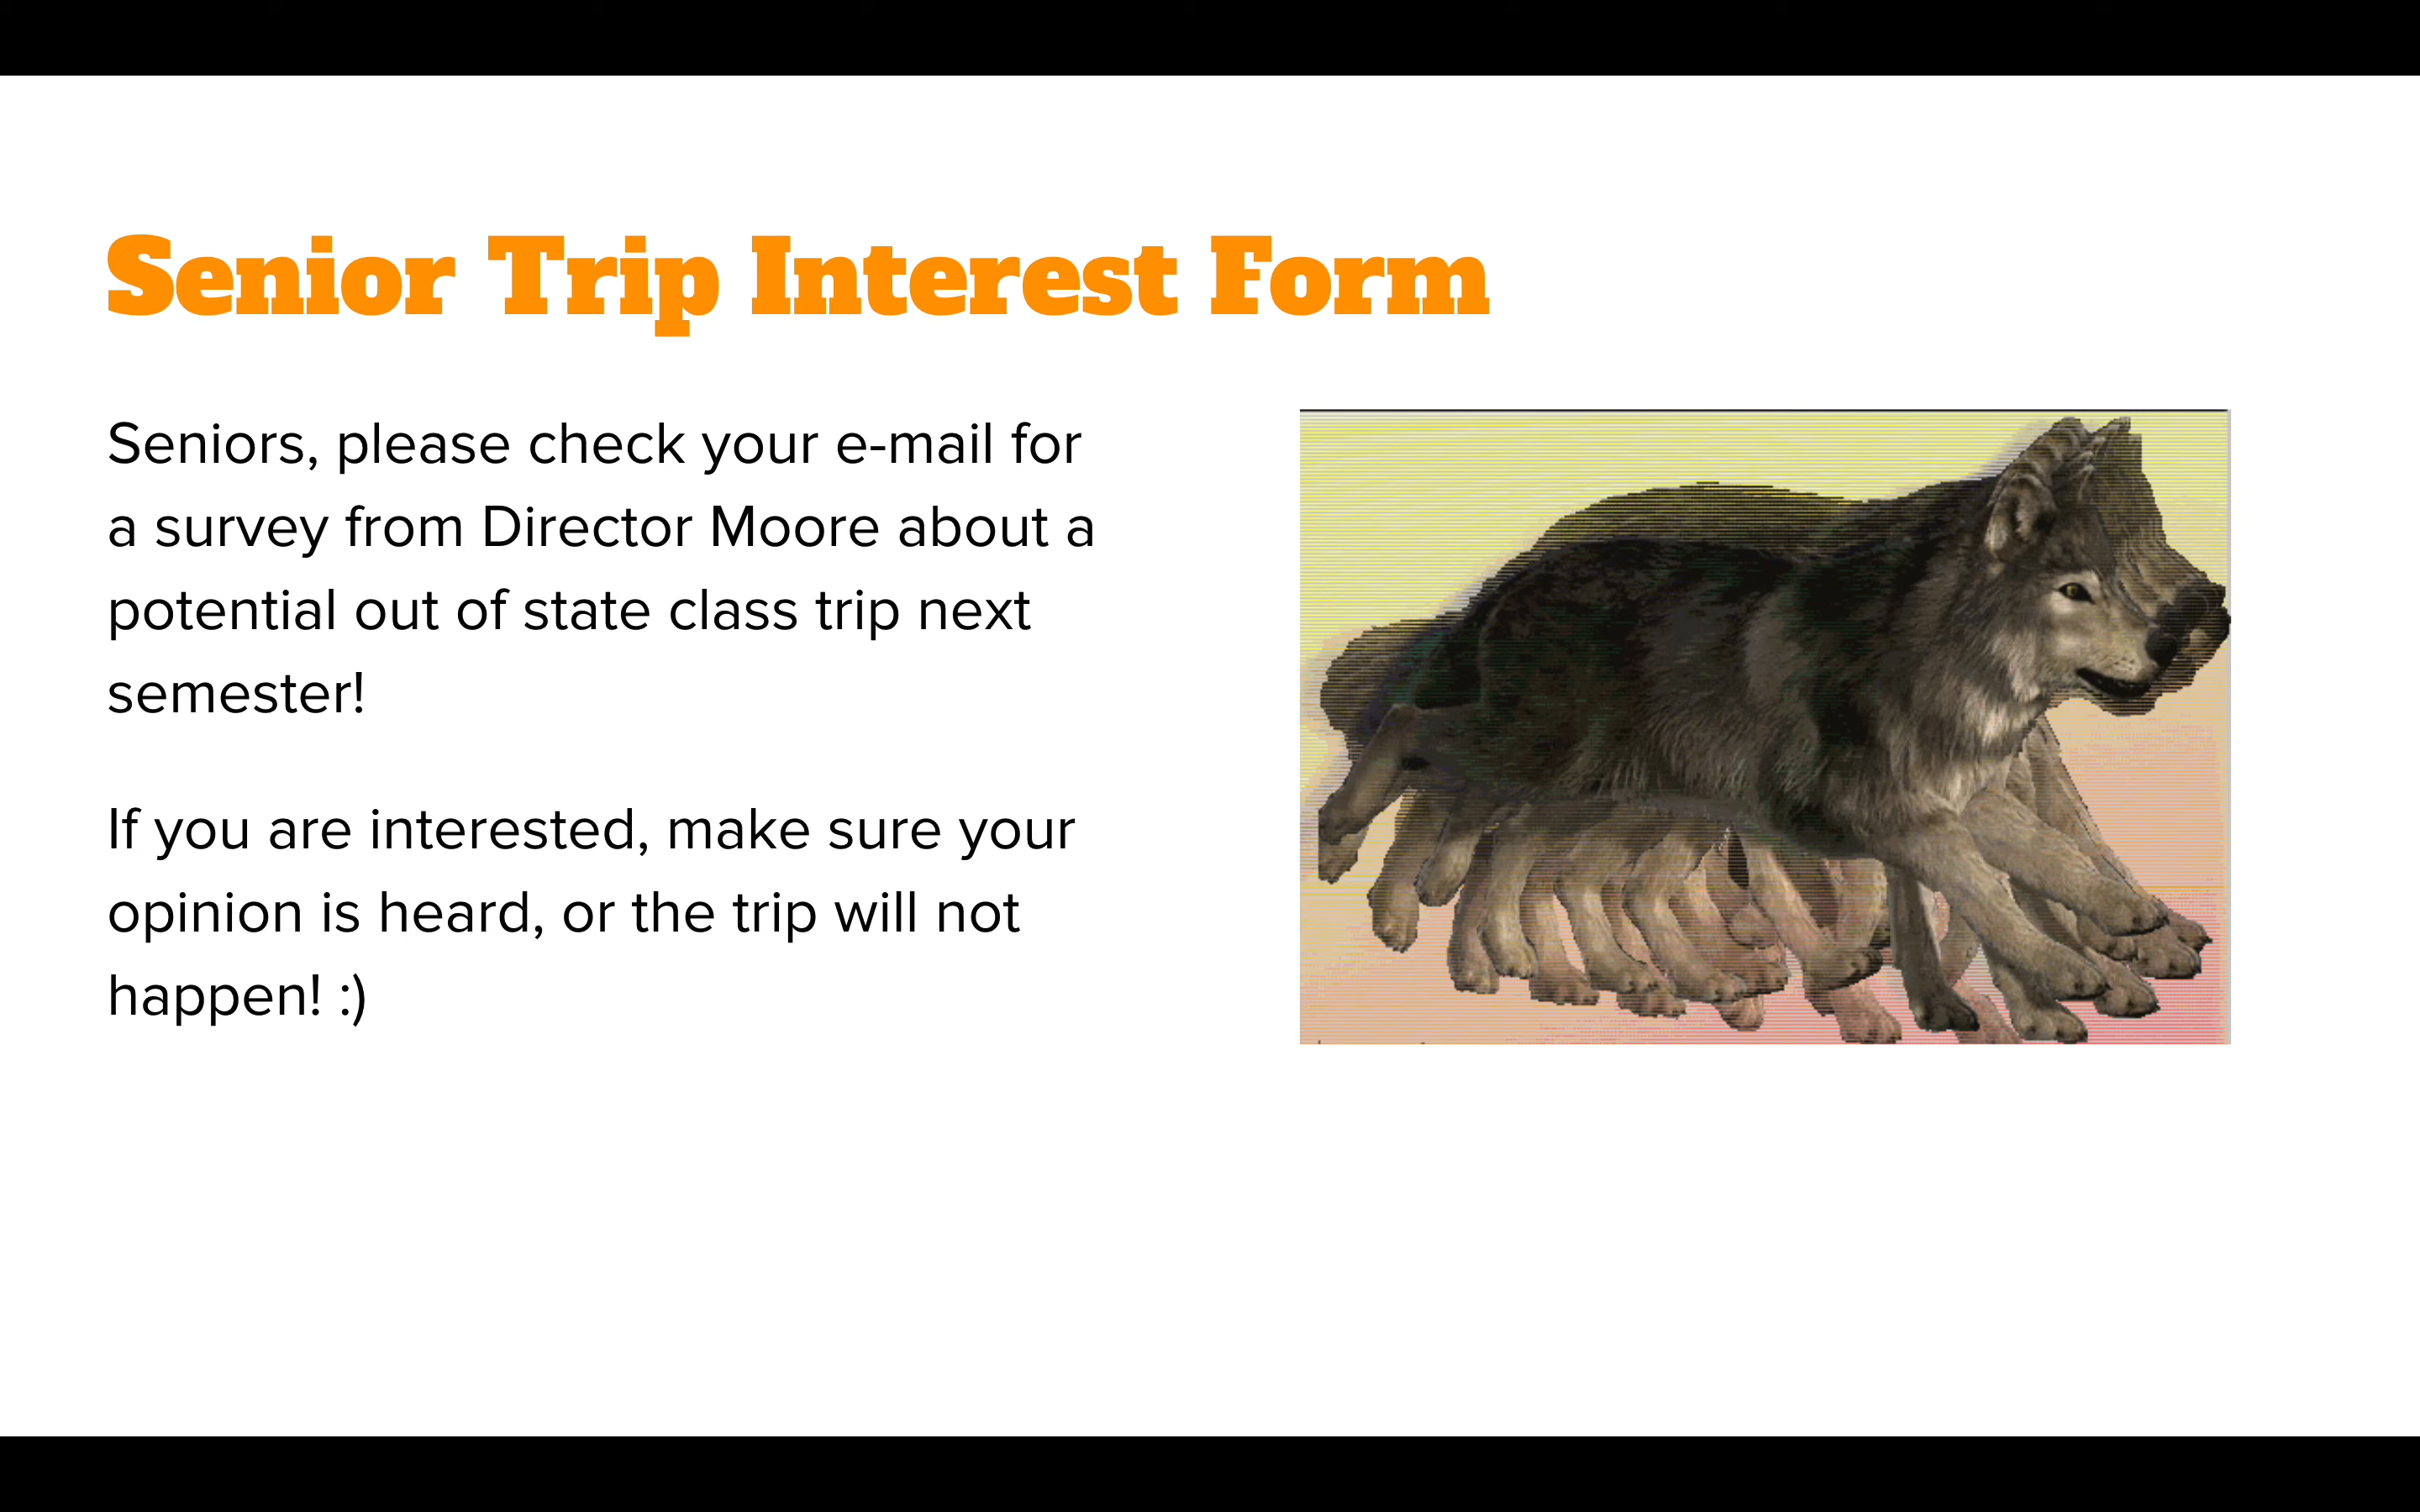 Senior Trip Interest Form
Seniors, please check your e-mail for
a survey from Director Moore about a
potential out of state class trip next
semester!
If you are interested, make sure your
opinion is heard, or the trip will not
happen! :)